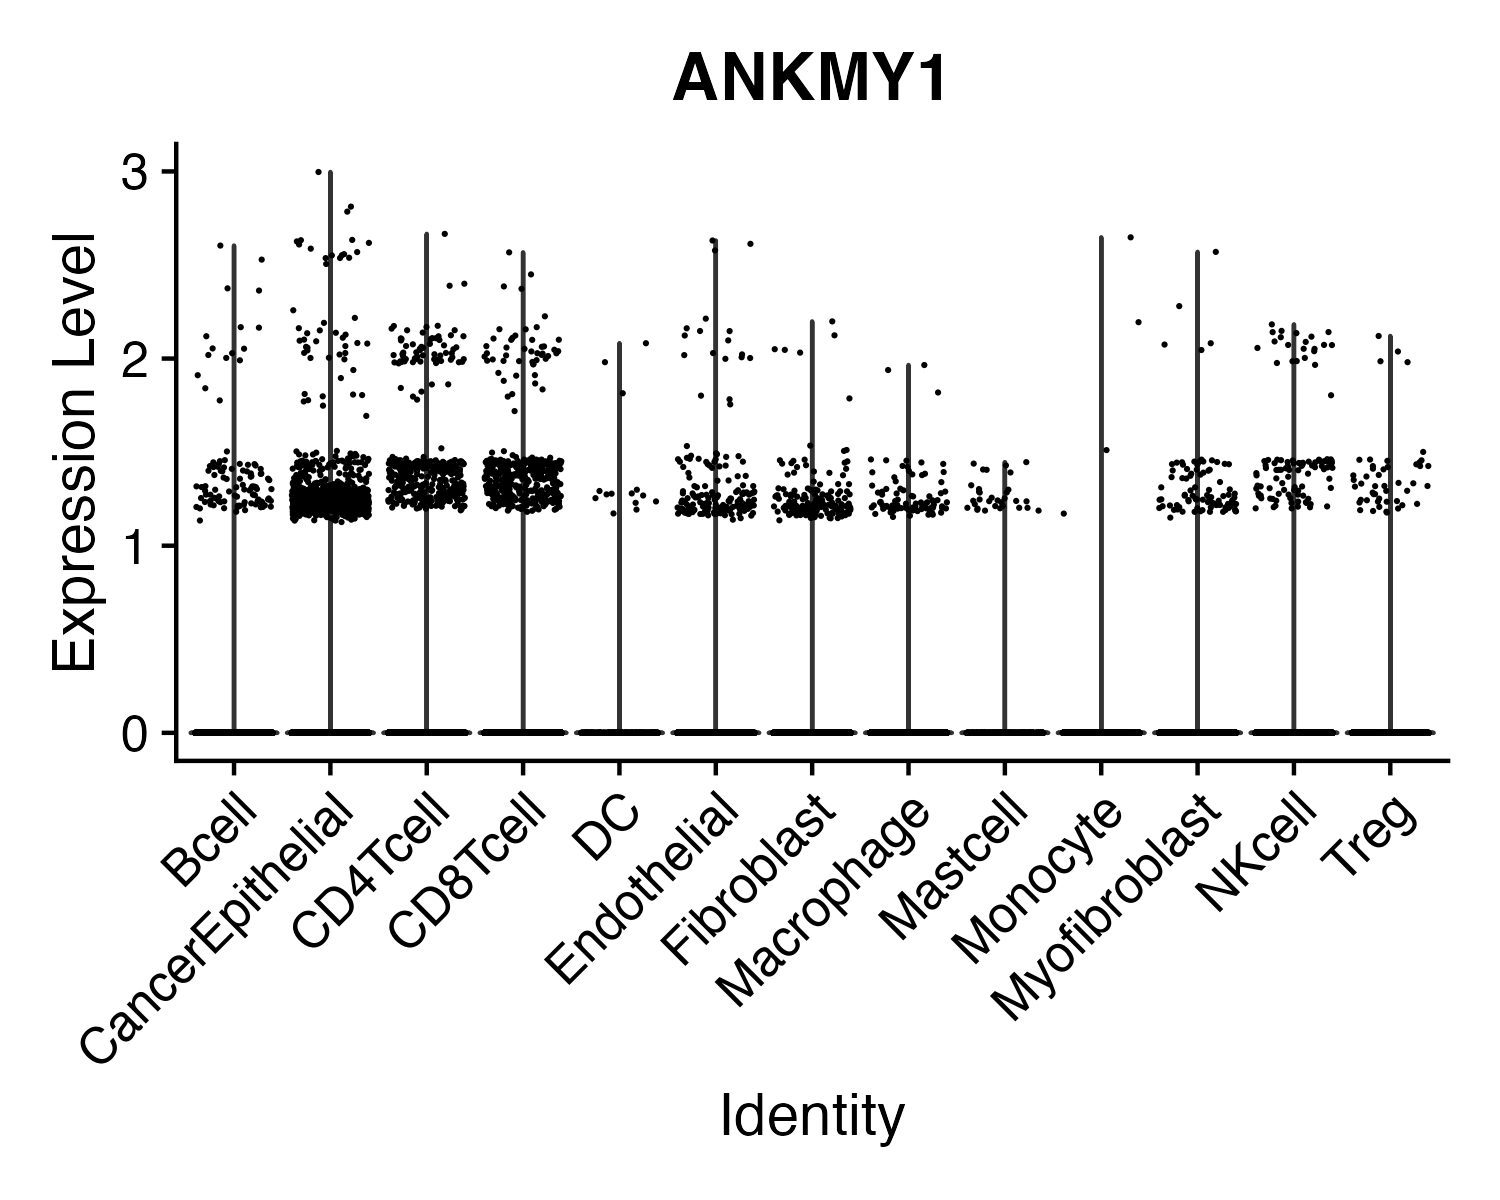 ANKMY1
Expression Level
3
2
1
0
Bcell
CancerEpithelial
CD4Tcell
CD8Tcell
DC
Endothelial
Fibroblast
Macrophage
Mastcell
Monocyte
Myofibroblast
NKcell
Treg
Identity